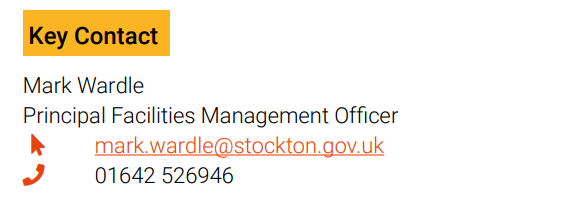 Key Contact
Mark Wardle
Principal Facilities Management Officer
mark.wardle@stockton.gov.uk
01642 526946